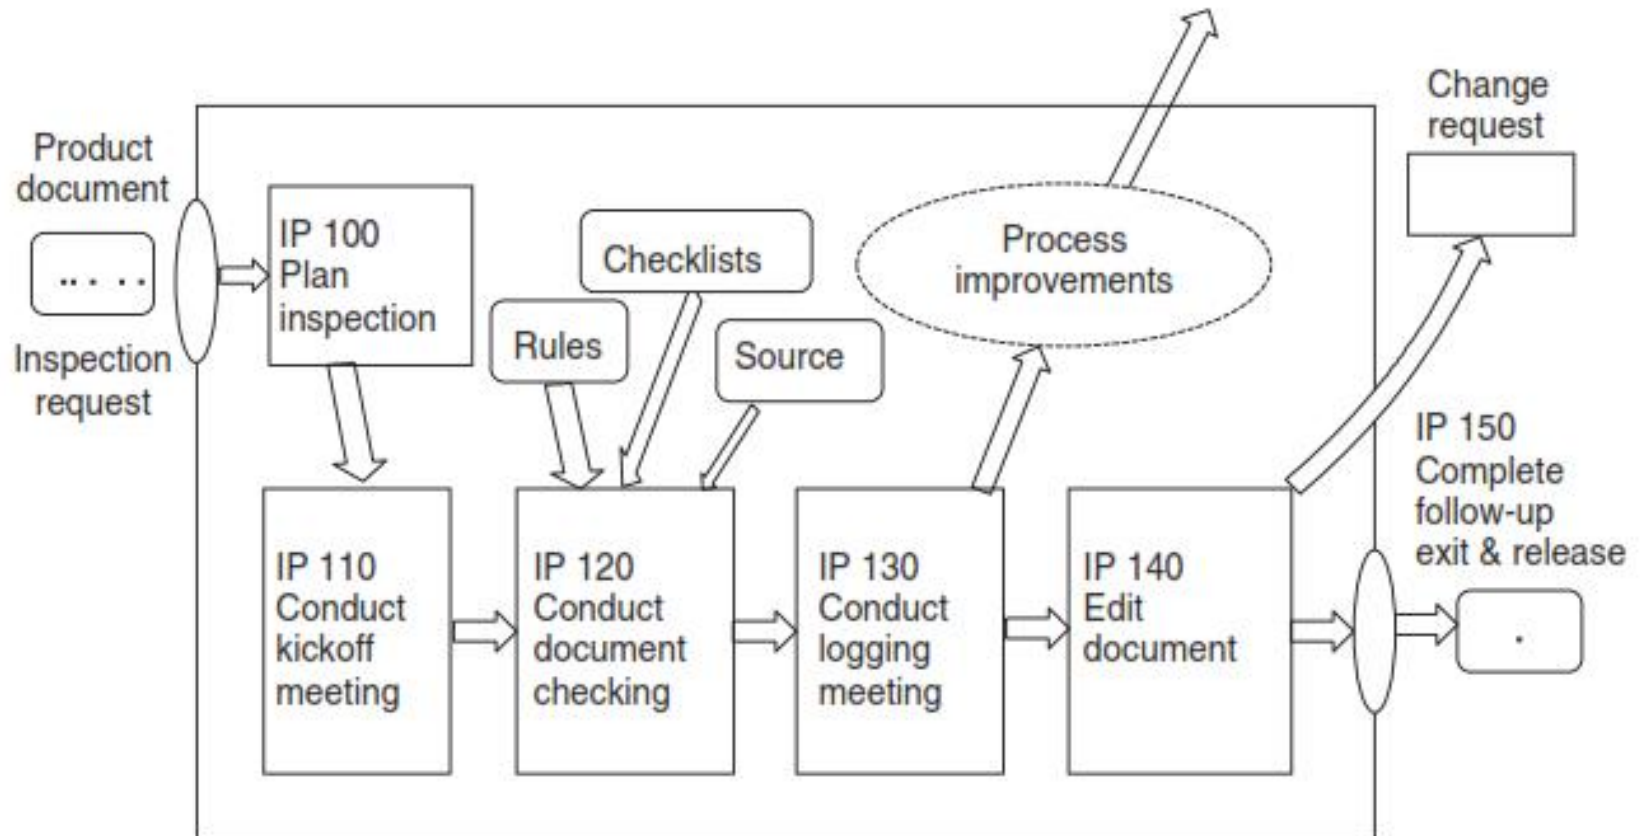 Product
document
.. . . .
Inspection
request
IP 100
Plan
inspection
Checklists
Rules
Source
Process
improvements
Change
request
IP 110
Conduct
kickoff
meeting
IP 120
Conduct
document
checking
IP 130
Conduct
logging
meeting
IP 140
Edit
document
IP 150
Complete
follow-up
exit & release
.